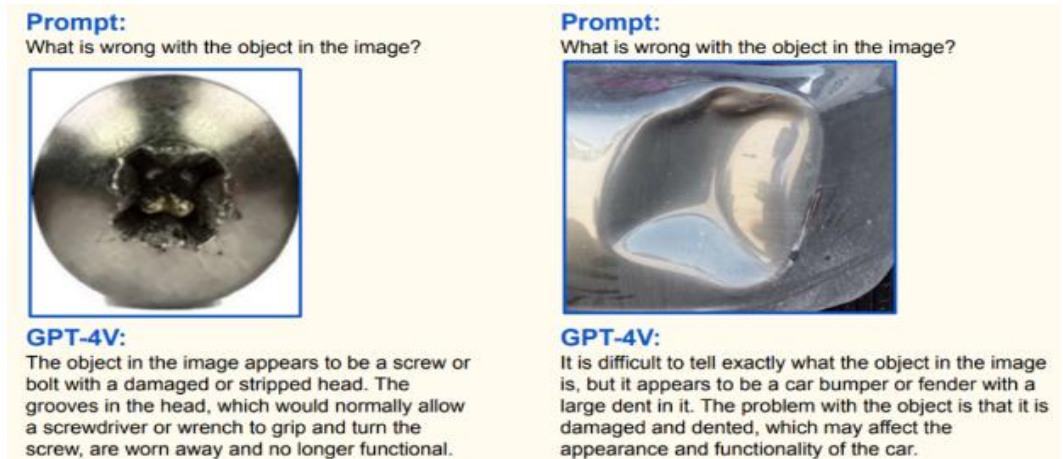 Prompt:
What is wrong with the object in the image?
GPT-4V:
The object in the image appears to be a screw or
bolt with a damaged or stripped head. The
grooves in the head, which would normally allow
a screwdriver or wrench to grip and turn the
screw, are worn away and no longer functional.
Prompt:
What is wrong with the object in the image?
GPT-4V:
It is difficult to tell exactly what the object in the image
is, but it appears to be a car bumper or fender with a
large dent in it. The problem with the object is that it is
damaged and dented, which may affect the
appearance and functionality of the car.